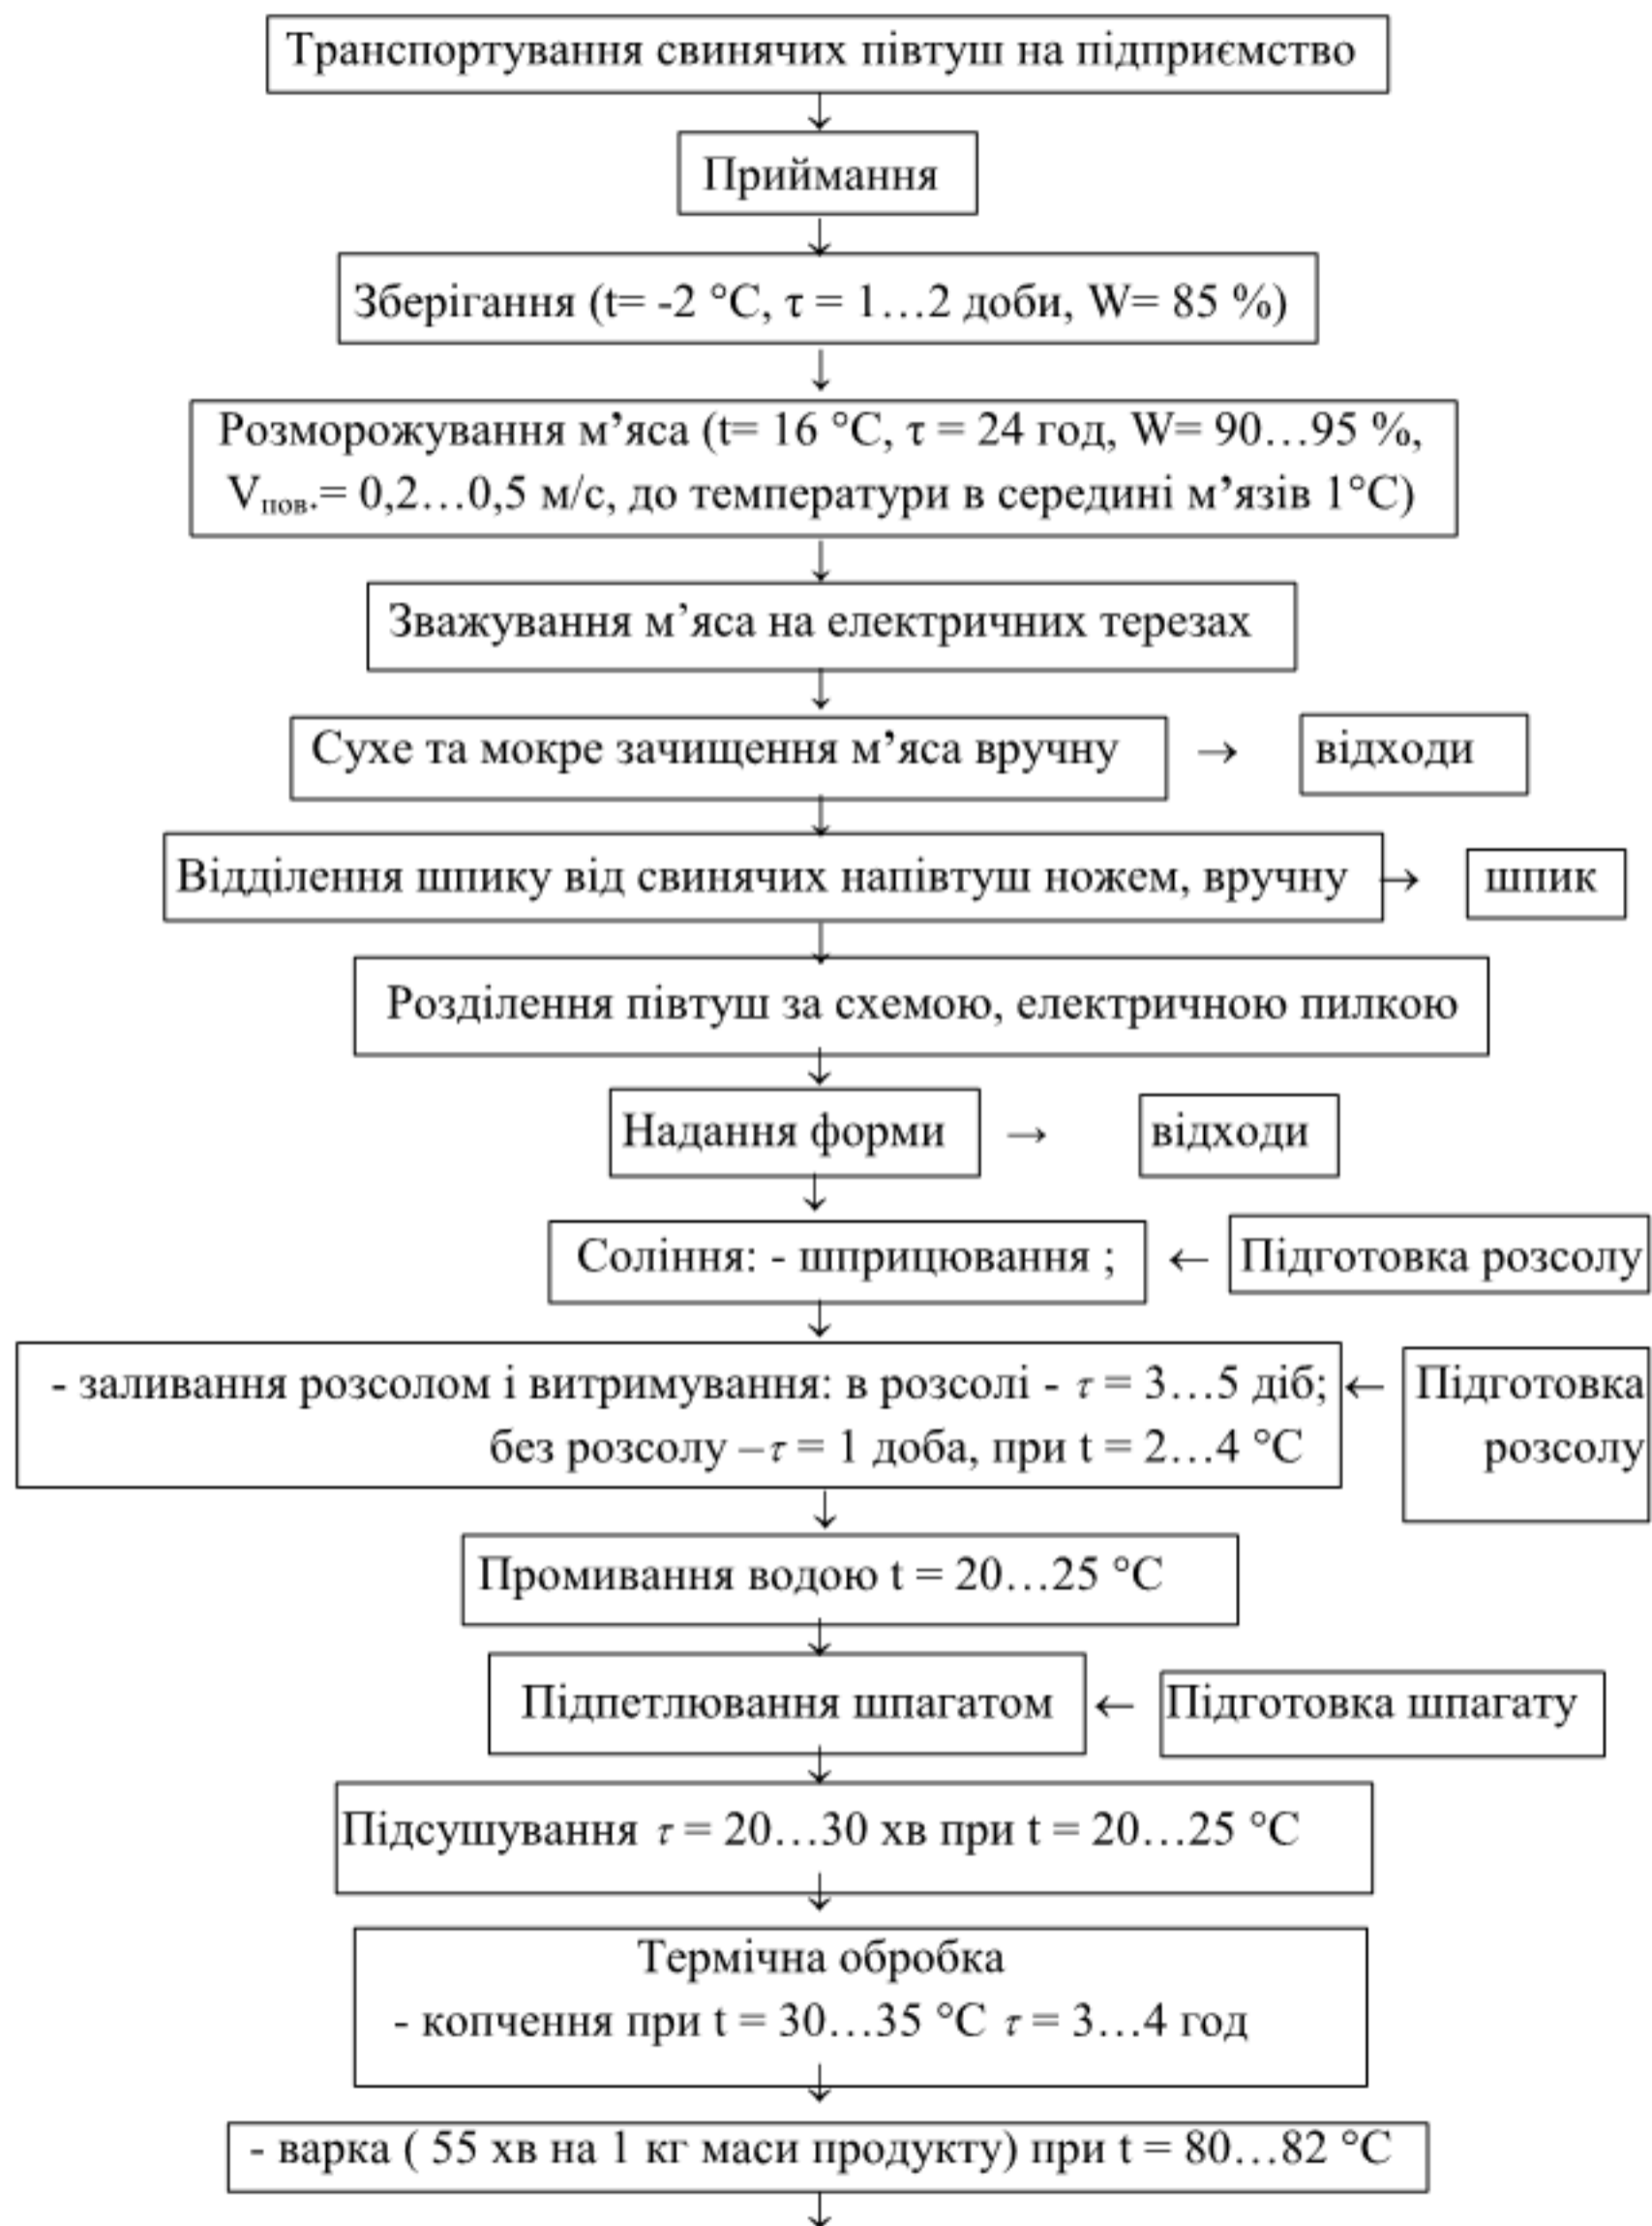 Транспортування свинячих півтуш на підприємство
Приймання
Зберігання (t= -2 °С, τ = 1…2 доби, W= 85 %)
Розморожування м’яса (t= 16 °С, τ = 24 год, W= 90…95 %,
Vпов.= 0,2…0,5 м/с, до температури в середині м’язів 1°С)
Зважування м’яса на електричних терезах
Сухе та мокре зачищення м’яса вручну → відходи
Відділення шпику від свинячих напівтуш ножем, вручну → шпик
Розділення півтуш за схемою, електричною пилкою
Надання форми → відходи
Соління: - шприцювання ; ← Підготовка розсолу
- заливання розсолом і витримування: в розсолі - τ = 3…5 діб; ← Підготовка
без розсолу – τ = 1 доба, при t = 2…4 °С розсолу
Промивання водою t = 20…25 °С
Підпетлювання шпагатом ← Підготовка шпагату
Підсушування τ = 20…30 хв при t = 20…25 °С
Термічна обробка
- копчення при t = 30…35 °С τ = 3…4 год
- варка ( 55 хв на 1 кг маси продукту) при t = 80…82 °С